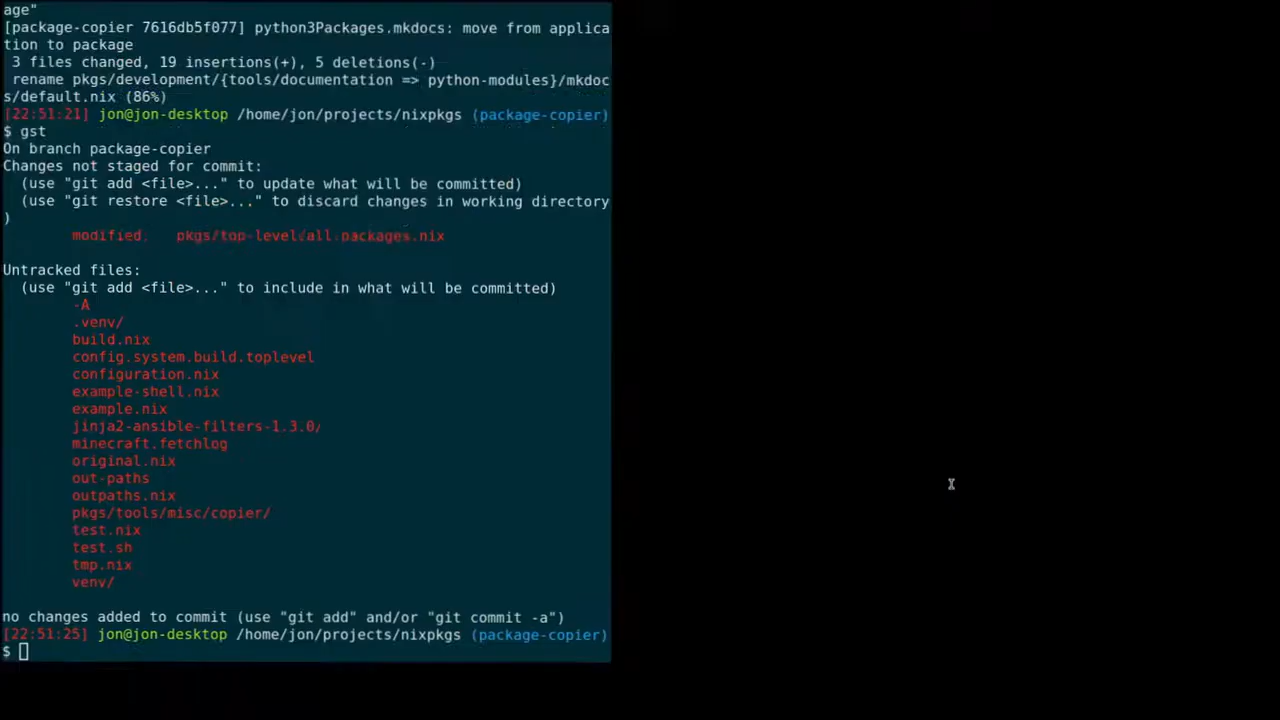 age"
[package-copier 7616db5f077] python3Packages.mkdocs: move from applica
tion to package
 3 files changed, 19 insertions(+), 5 deletions(-)
 rename pkgs/development/{tools/documentation => python-modules}/mkdoc
s/default.nix (86%)
[22:51:21] jon@jon-desktop /home/jon/projects/nixpkgs (package-copier)
$ gst
On branch package-copier
Changes not staged for commit:
  (use "git add <file>..." to update what will be committed)
  (use "git restore <file>..." to discard changes in working directory
)
        modified:   pkgs/top-level/all-packages.nix

Untracked files:
  (use "git add <file>..." to include in what will be committed)
        -A
        .venv/
        build.nix
        config.system.build.toplevel
        configuration.nix
        example-shell.nix
        example.nix
        jinja2-ansible-filters-1.3.0/
        minecraft.fetchlog
        original.nix
        out-paths
        outpaths.nix
        pkgs/tools/misc/copier/
        test.nix
        test.sh
        tmp.nix
        venv/

no changes added to commit (use "git add" and/or "git commit -a")
[22:51:25] jon@jon-desktop /home/jon/projects/nixpkgs (package-copier)
$